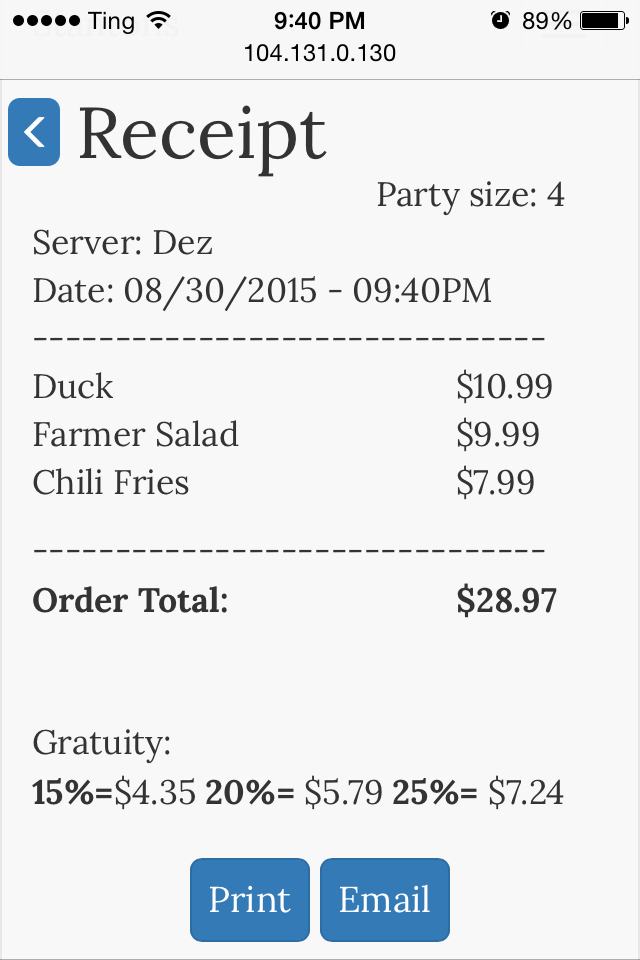 Ting 9:40 PM 89%
104.131.0.130
Receipt
Party size: 4
Server: Dez
Date: 08/30/2015 - 09:40PM
-------------------------------
Duck $10.99
Farmer Salad $9.99
Chili Fries $7.99
-------------------------------
Order Total: $28.97
Gratuity:
15%=$4.35 20%= $5.79 25%= $7.24
Print Email